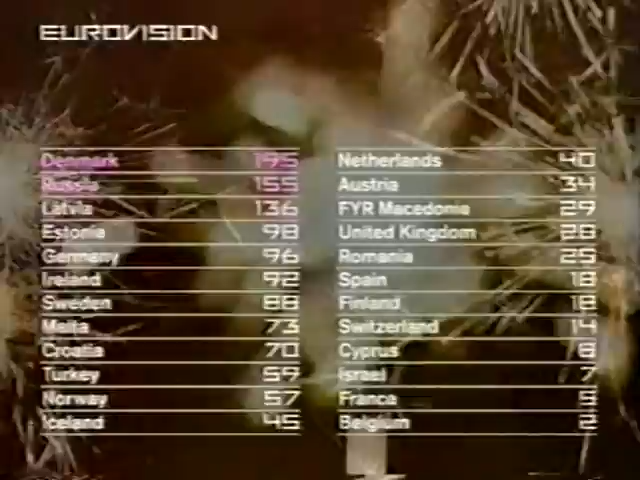 EUROVISION
Denmark 195
Russia 155
Latvia 136
Estonia 98
Germany 96
Ireland 92
Sweden 88
Malta 73
Croatia 70
Turkey 59
Norway 57
Iceland 45
Netherlands 40
Austria 34
FYR Macedonia 29
United Kingdom 28
Romania 25
Spain 18
Finland 18
Switzerland 14
Cyprus 8
Israel 7
France 5
Belgium 2